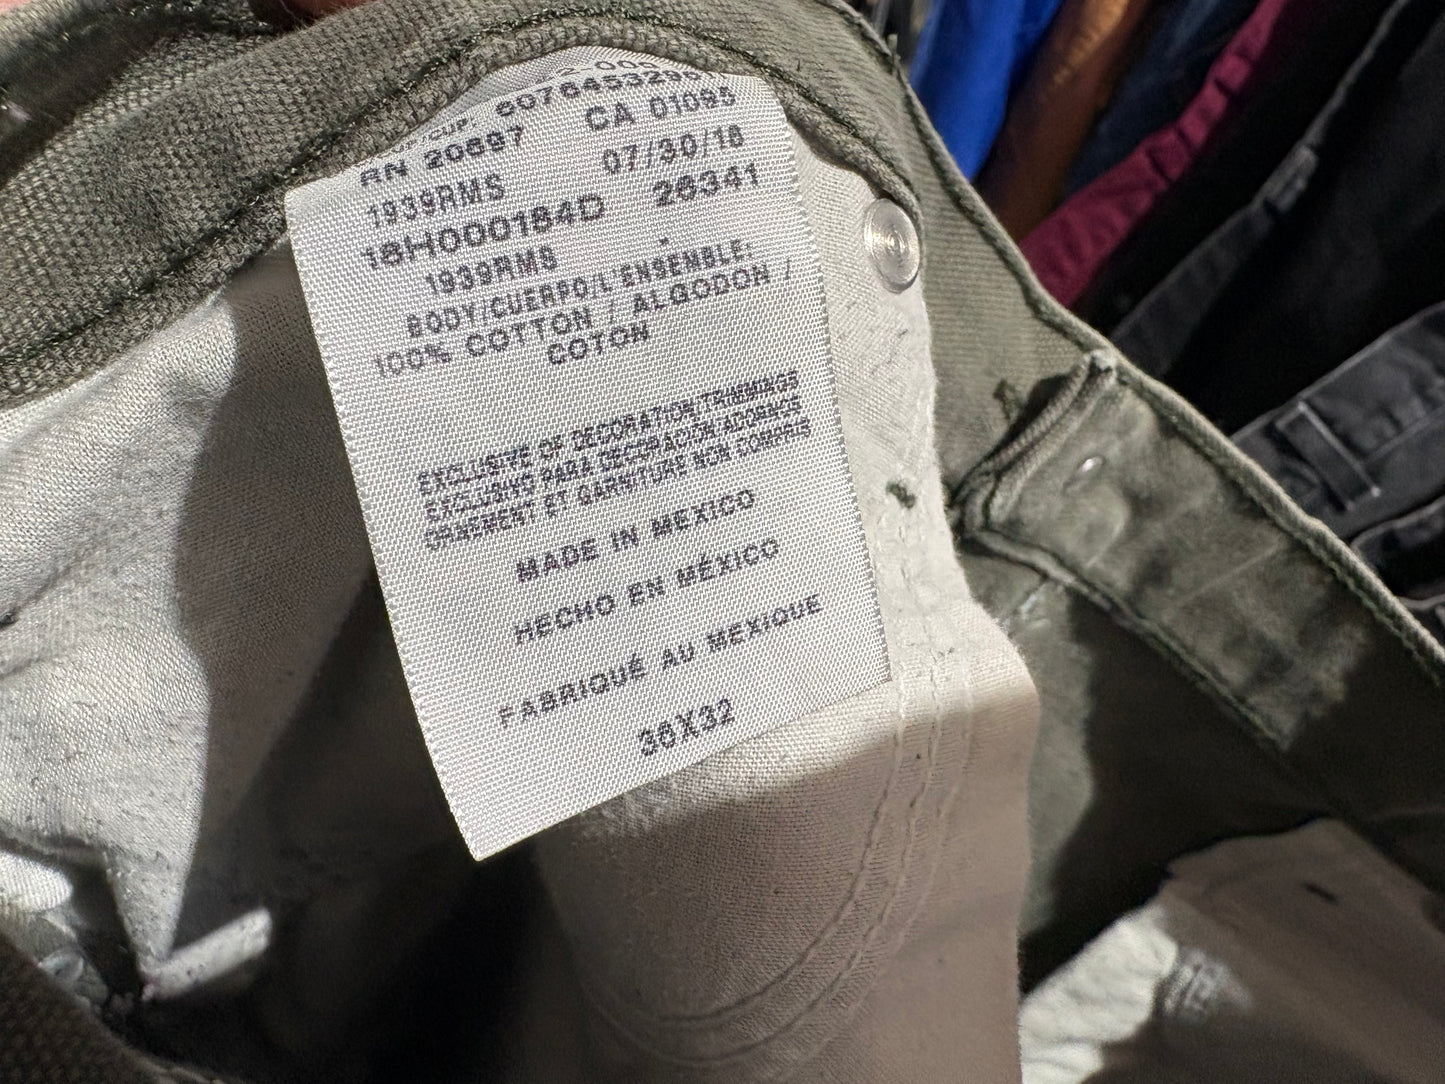 RN 20697 CA 01095
1939RMS 07/30/18
18H000184D 26341
1939RMS
BODY/CUERPO/L'ENSEMBLE:
100% COTTON / ALGODON /
COTON
EXCLUSIVE OF DECORATION/TRIMMINGS
EXCLUSIVO PARA DECORACIÓN/ADORNOS
ORNEMENT ET GARNITURE NON COMPRIS
MADE IN MEXICO
HECHO EN MÉXICO
FABRIQUÉ AU MEXIQUE
36X32